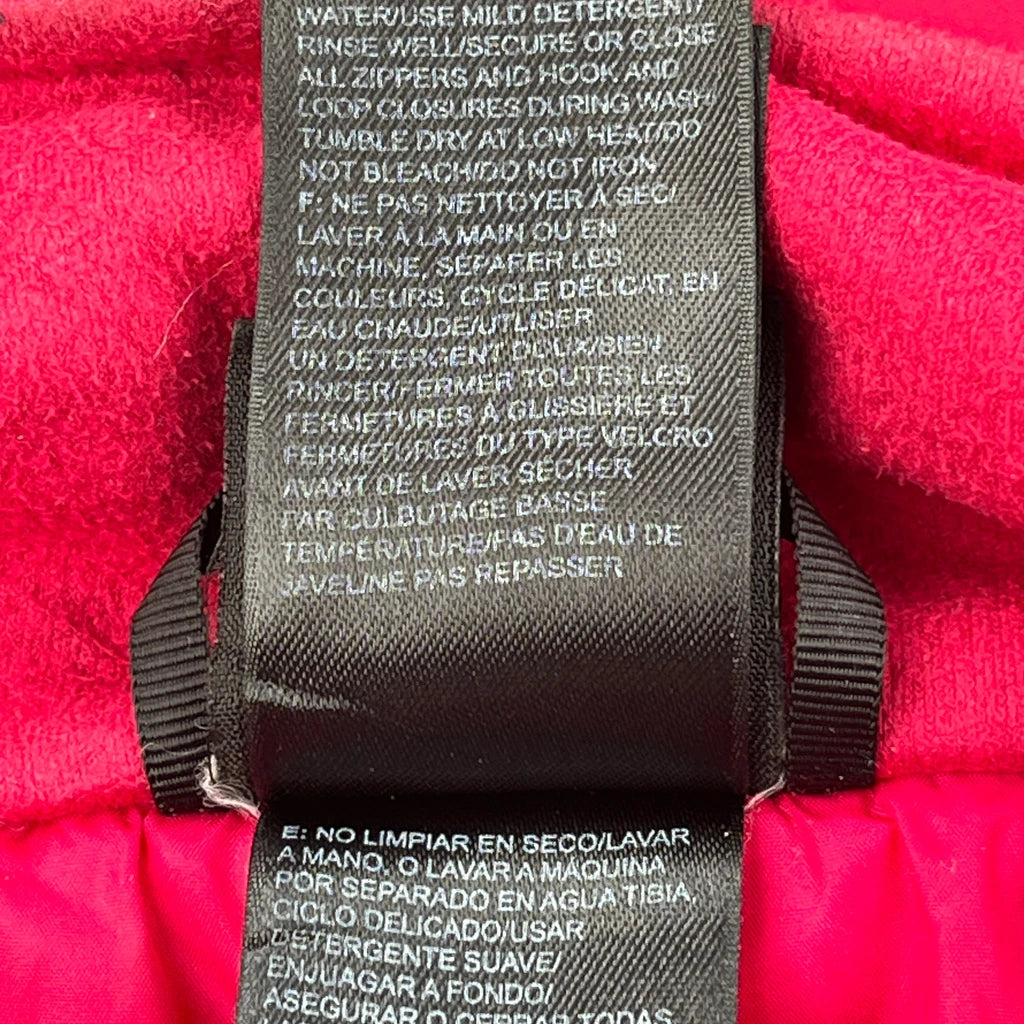 WATER/USE MILD DETERGENT/
RINSE WELL/SECURE OR CLOSE
ALL ZIPPERS AND HOOK AND
LOOP CLOSURES DURING WASH/
TUMBLE DRY AT LOW HEAT/DO
NOT BLEACH/DO NOT IRON
F: NE PAS NETTOYER À SEC/
LAVER À LA MAIN OU EN
MACHINE, SÉPARER LES
COULEURS, CYCLE DÉLICAT, EN
EAU CHAUDE/UTLISER
UN DÉTERGENT DOUX/BIEN
RINCER/FERMER TOUTES LES
FERMETURES À GLISSIÈRE ET
FERMETURES DU TYPE VELCRO
AVANT DE LAVER SÉCHER
PAR CULBUTAGE BASSE
TEMPÉRATURE/PAS D'EAU DE
JAVELINE PAS REPASSER
E: NO LIMPIAR EN SECO/LAVAR
A MANO, O LAVAR A MAQUINA
POR SEPARADO EN AGUA TIBIA,
CICLO DELICADO/USAR
DETERGENTE SUAVE/
ENJUAGAR A FONDO/
ASEGURAR O CERRAR TODAS